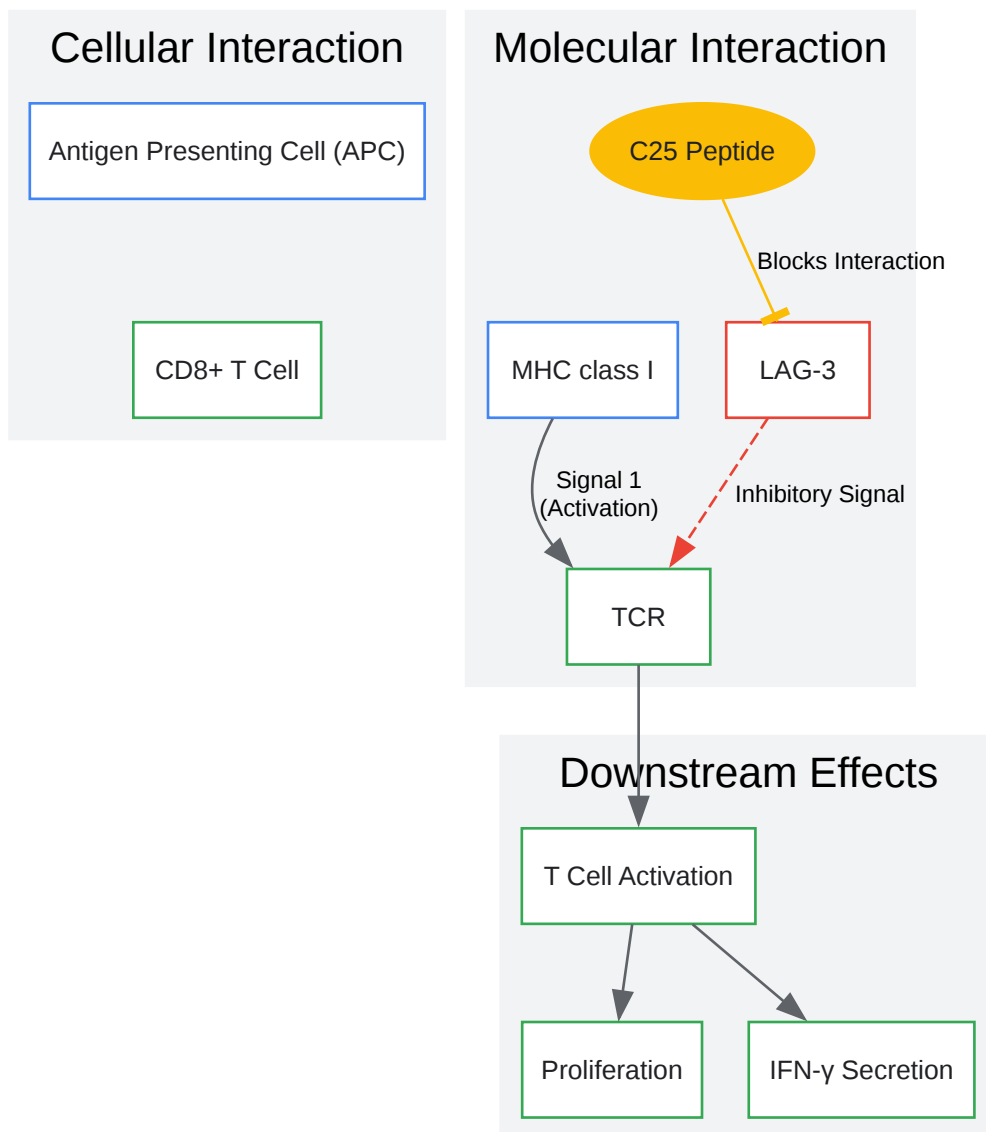 Cellular Interaction
Antigen Presenting Cell (APC)
CD8+ T Cell
Molecular Interaction
C25 Peptide
Blocks Interaction
MHC class I
LAG-3
Signal 1
(Activation)
Inhibitory Signal
TCR
Downstream Effects
T Cell Activation
Proliferation
IFN-γ Secretion